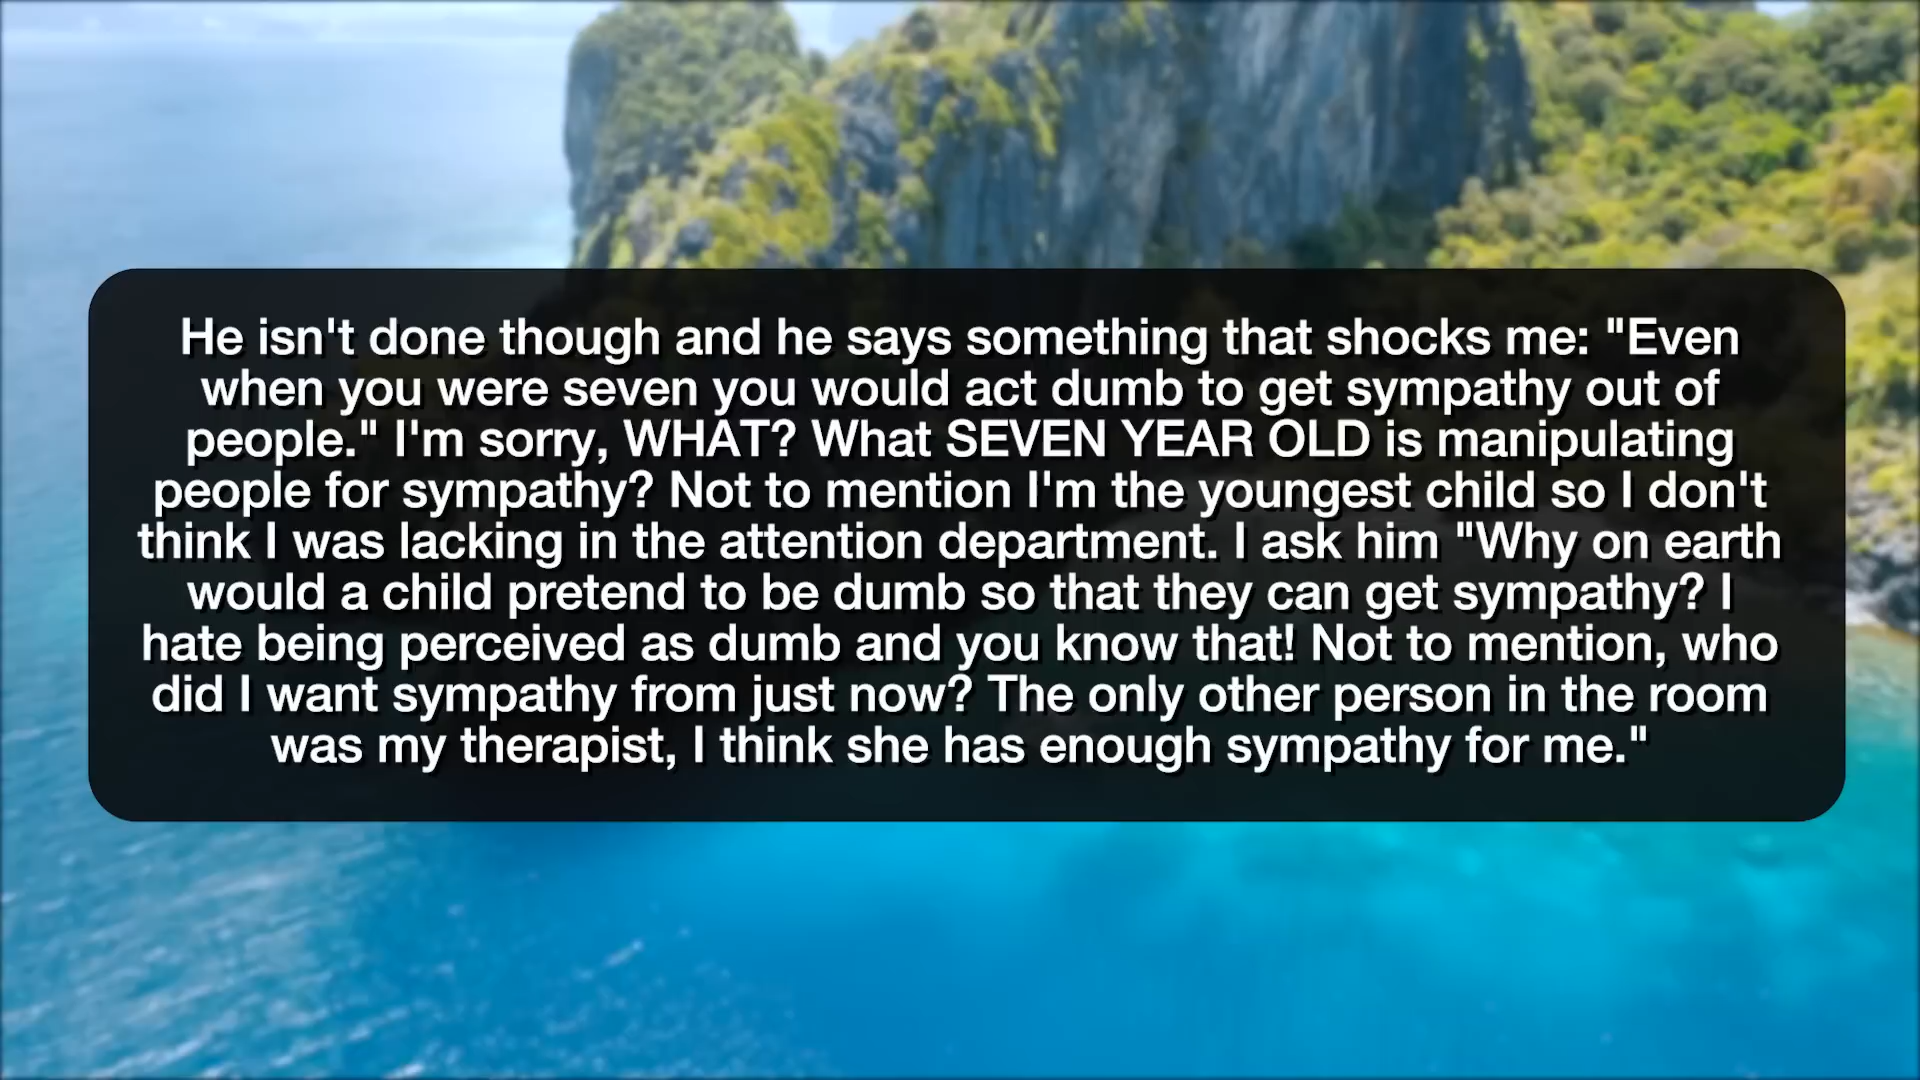 He isn't done though and he says something that shocks me: "Even
when you were seven you would act dumb to get sympathy out of
people." I'm sorry, WHAT? What SEVEN YEAR OLD is manipulating
people for sympathy? Not to mention I'm the youngest child so I don't
think I was lacking in the attention department. I ask him "Why on earth
would a child pretend to be dumb so that they can get sympathy? I
hate being perceived as dumb and you know that! Not to mention, who
did I want sympathy from just now? The only other person in the room
was my therapist, I think she has enough sympathy for me."